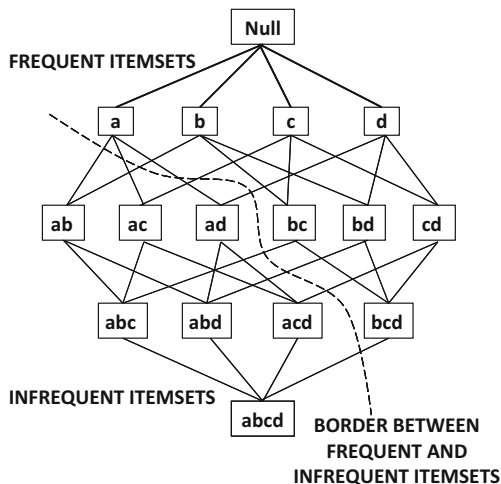 Null
FREQUENT ITEMSETS
a b c d
ab ac ad bc bd cd
abc abd acd bcd
INFREQUENT ITEMSETS
abcd
BORDER BETWEEN
FREQUENT AND
INFREQUENT ITEMSETS